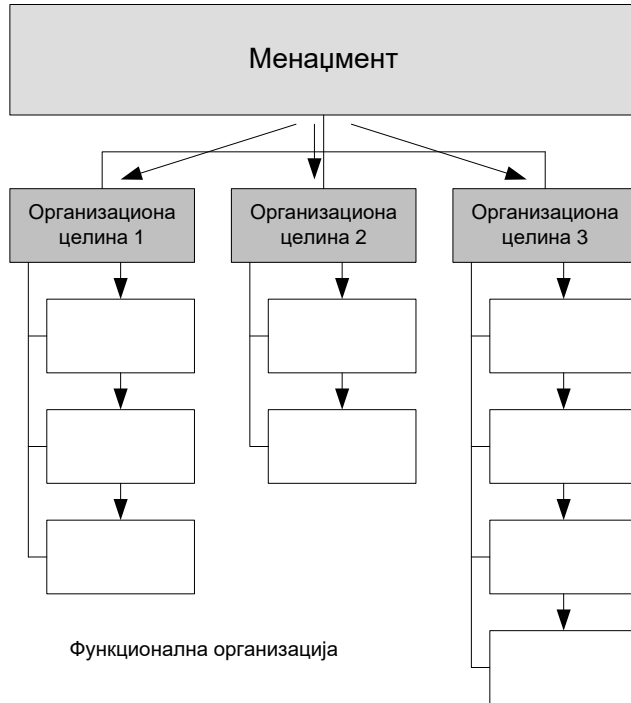 Менаџмент
Организациона
целина 1
Организациона
целина 2
Организациона
целина 3
Функционална организација